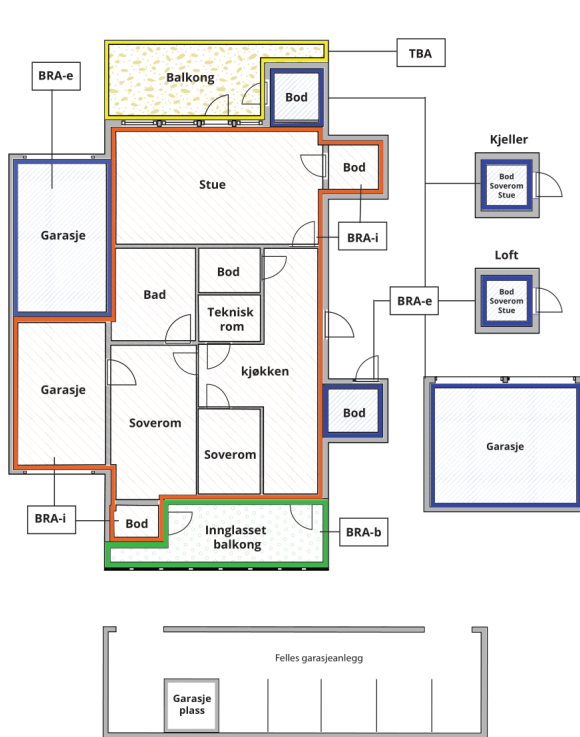 TBA
BRA-e
Balkong
Bod
Kjeller
Stue
Bod
Bod
Soverom
Stue
Garasje
BRA-i
Loft
Bod
Bad
BRA-e
Bod
Soverom
Stue
Teknisk
rom
kjøkken
Garasje
Bod
Soverom
Garasje
Soverom
BRA-i
Bod
Innglasset
balkong
BRA-b
Felles garasjeanlegg
Garasje
plass